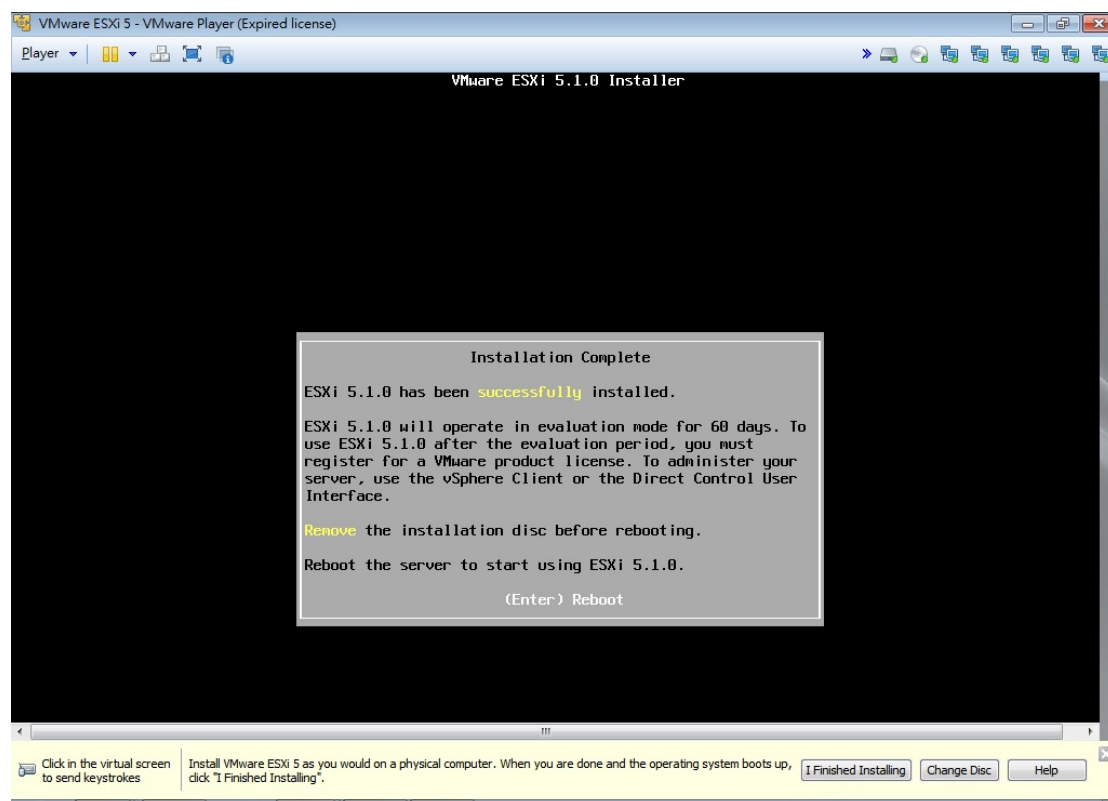 VMware ESXi 5 - VMware Player (Expired license)
Player
VMware ESXi 5.1.0 Installer
Installation Complete
ESXi 5.1.0 has been successfully installed.
ESXi 5.1.0 will operate in evaluation mode for 60 days. To
use ESXi 5.1.0 after the evaluation period, you must
register for a VMware product license. To administer your
server, use the vSphere Client or the Direct Control User
Interface.
Remove the installation disc before rebooting.
Reboot the server to start using ESXi 5.1.0.
(Enter) Reboot
Click in the virtual screen
to send keystrokes
Install VMware ESXi 5 as you would on a physical computer. When you are done and the operating system boots up,
click "I Finished Installing".
I Finished Installing
Change Disc
Help